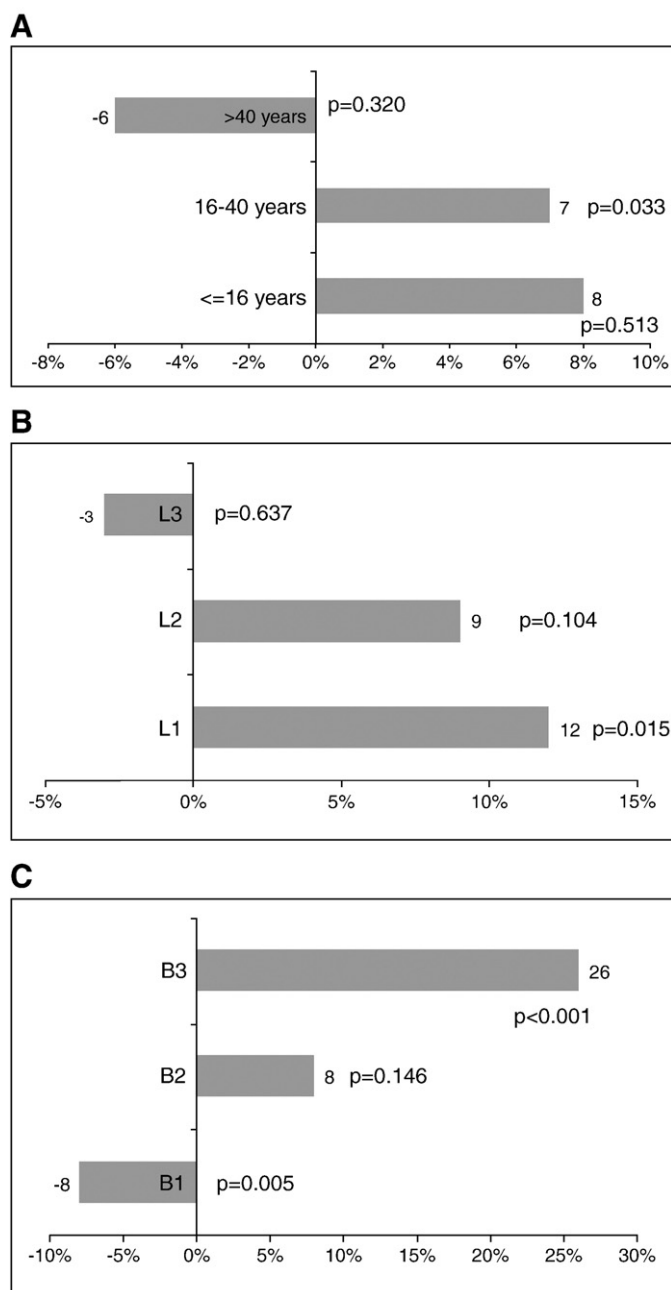 A
-6 >40 years p=0.320
16-40 years 7 p=0.033
<=16 years 8
p=0.513
-8% -6% -4% -2% 0% 2% 4% 6% 8% 10%
B
-3 L3 p=0.637
L2 9 p=0.104
L1 12 p=0.015
-5% 0% 5% 10% 15%
C
B3 26
p<0.001
B2 8 p=0.146
-8 B1 p=0.005
-10% -5% 0% 5% 10% 15% 20% 25% 30%